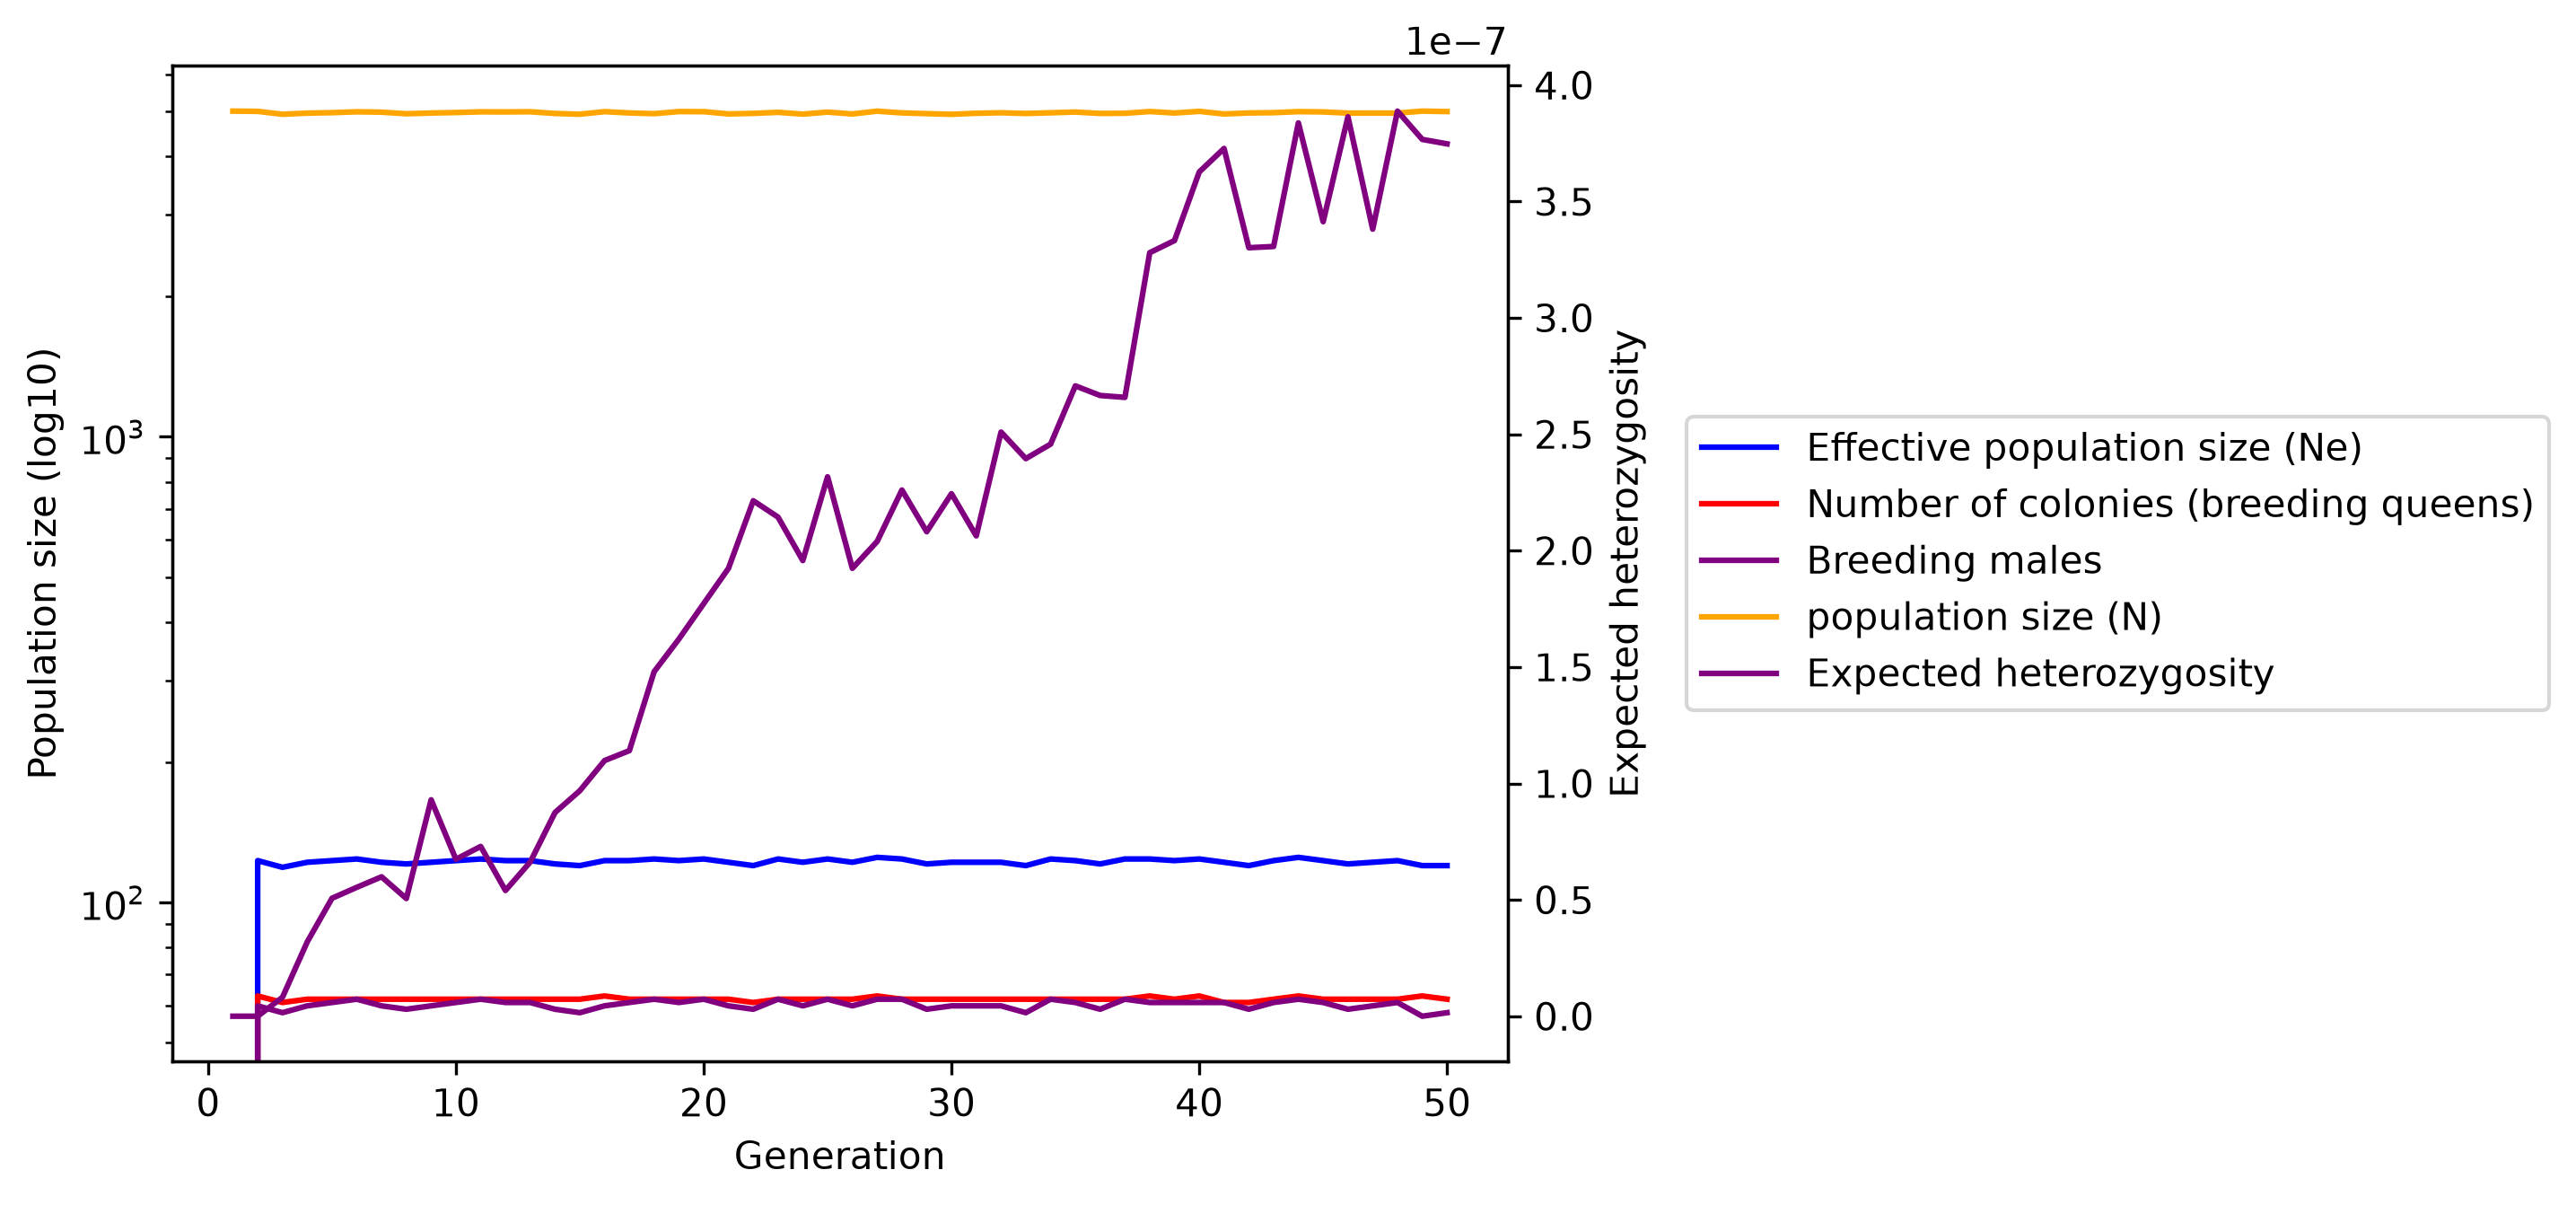 1e−7
Population size (log10)
10³
10²
0 10 20 30 40 50
Generation
4.0
3.5
3.0
2.5
2.0
1.5
1.0
0.5
0.0
Expected heterozygosity
Effective population size (Ne)
Number of colonies (breeding queens)
Breeding males
population size (N)
Expected heterozygosity